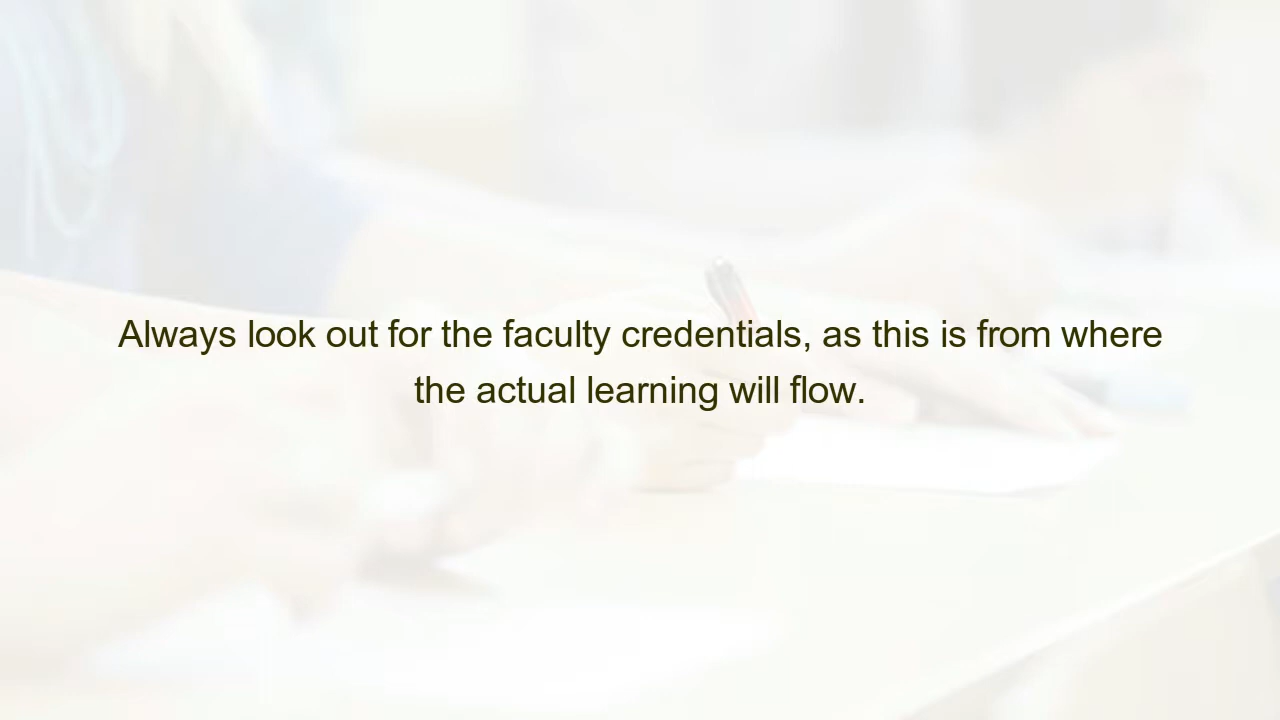 Always look out for the faculty credentials, as this is from where
the actual learning will flow.